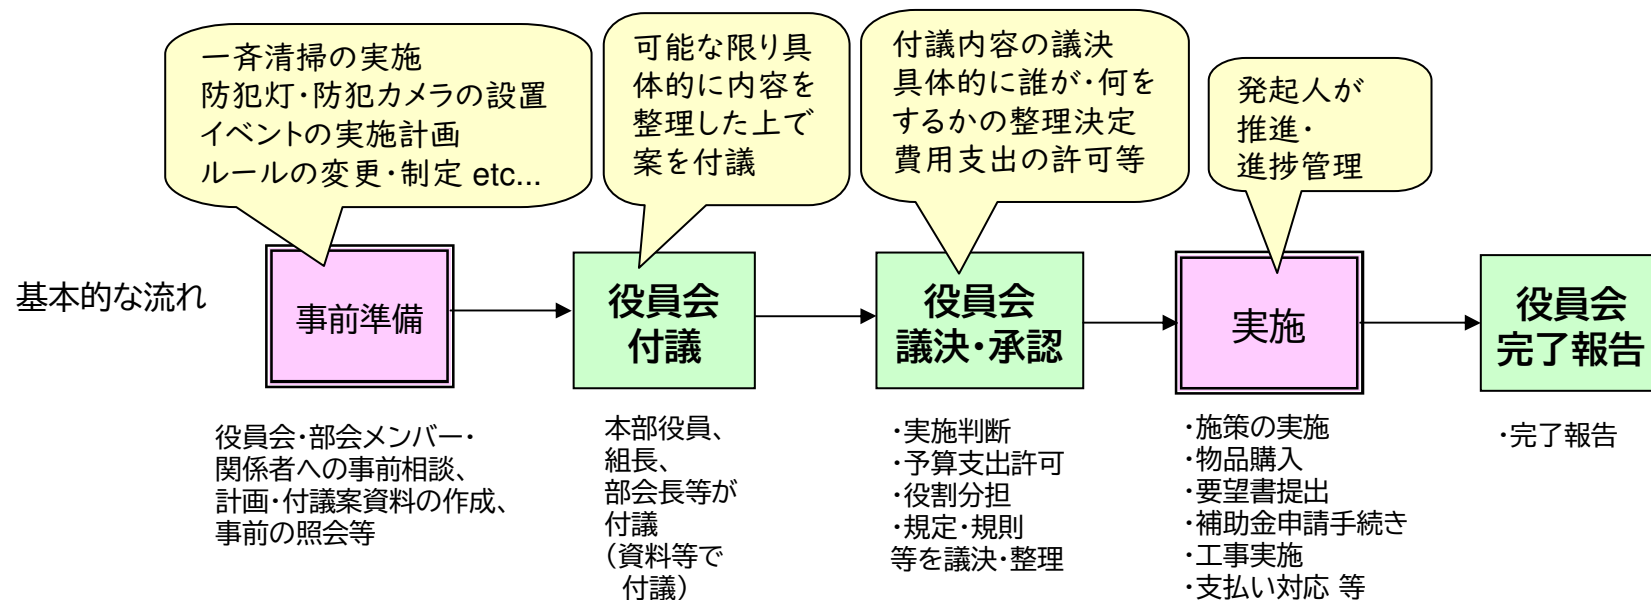 一斉清掃の実施
防犯灯・防犯カメラの設置
イベントの実施計画
ルールの変更・制定 etc...
可能な限り具
体的に内容を
整理した上で
案を付議
付議内容の議決
具体的に誰が・何を
するかの整理決定
費用支出の許可等
発起人が
推進・
進捗管理
基本的な流れ
事前準備
役員会
付議
役員会
議決・承認
実施
役員会
完了報告
役員会・部会メンバー・
関係者への事前相談、
計画・付議案資料の作成、
事前の照会等
本部役員、
組長、
部会長等が
付議
（資料等で
付議）
・実施判断
・予算支出許可
・役割分担
・規定・規則
等を議決・整理
・施策の実施
・物品購入
・要望書提出
・補助金申請手続き
・工事実施
・支払い対応 等
・完了報告